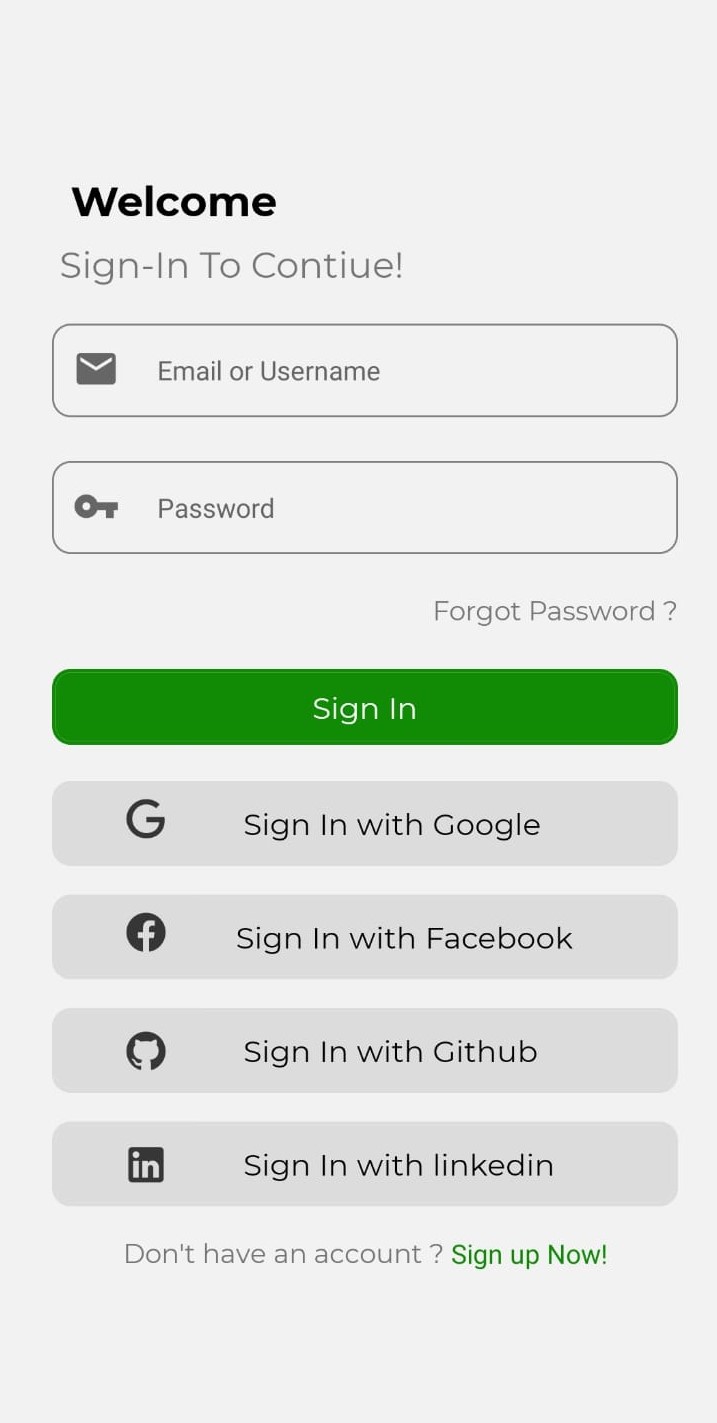 Welcome
Sign-In To Contiue!
Email or Username
Password
Forgot Password ?
Sign In
Sign In with Google
Sign In with Facebook
Sign In with Github
Sign In with linkedin
Don't have an account ? Sign up Now!